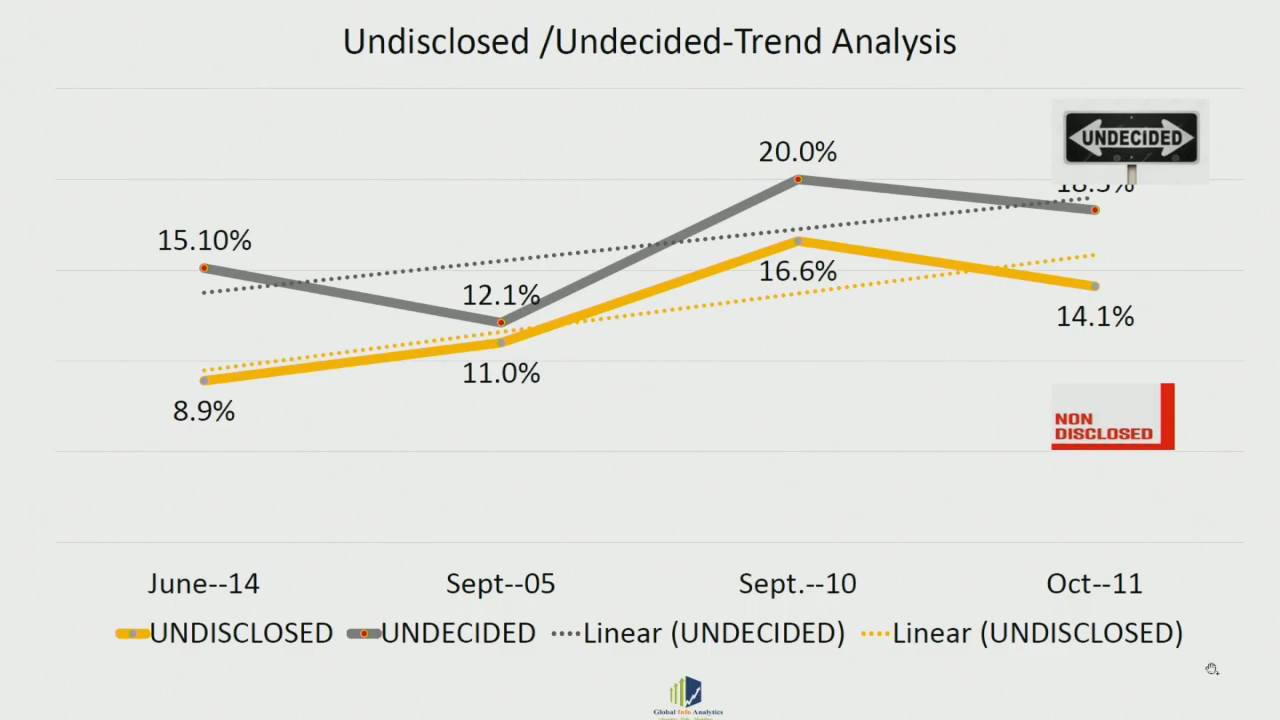 Undisclosed /Undecided-Trend Analysis
UNDECIDED
20.0%
15.10%
12.1%
16.6%
14.1%
11.0%
8.9%
NON
DISCLOSED
June--14 Sept--05 Sept.--10 Oct--11
UNDISCLOSED UNDECIDED Linear (UNDECIDED) Linear (UNDISCLOSED)
Global Info Analytics